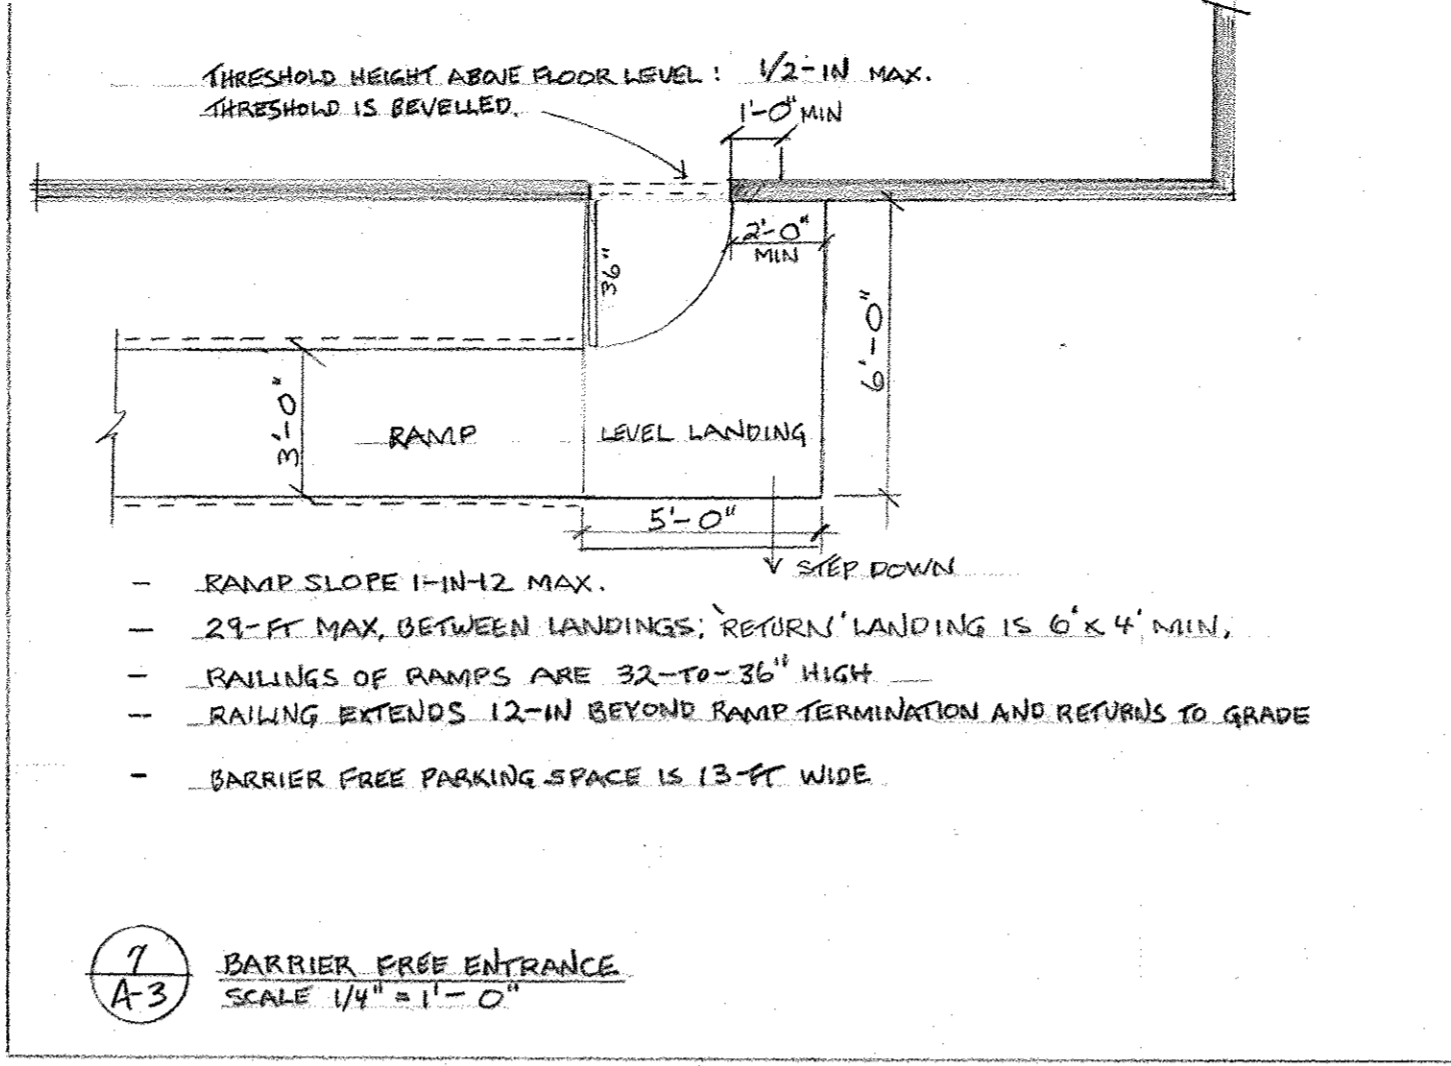 THRESHOLD HEIGHT ABOVE FLOOR LEVEL: 1/2-IN MAX.
THRESHOLD IS BEVELLED.
1'-0" MIN
2'-0"
MIN
36"
6'-0"
3'-0"
RAMP
LEVEL LANDING
5'-0"
STEP DOWN
- RAMP SLOPE 1-IN-12 MAX.
- 29-FT MAX, BETWEEN LANDINGS; 'RETURN' LANDING IS 6' x 4' MIN.
- RAILINGS OF RAMPS ARE 32-TO-36" HIGH
- RAILING EXTENDS 12-IN BEYOND RAMP TERMINATION AND RETURNS TO GRADE
- BARRIER FREE PARKING SPACE IS 13-FT WIDE
7
A-3
BARRIER FREE ENTRANCE
SCALE 1/4" = 1'-0"